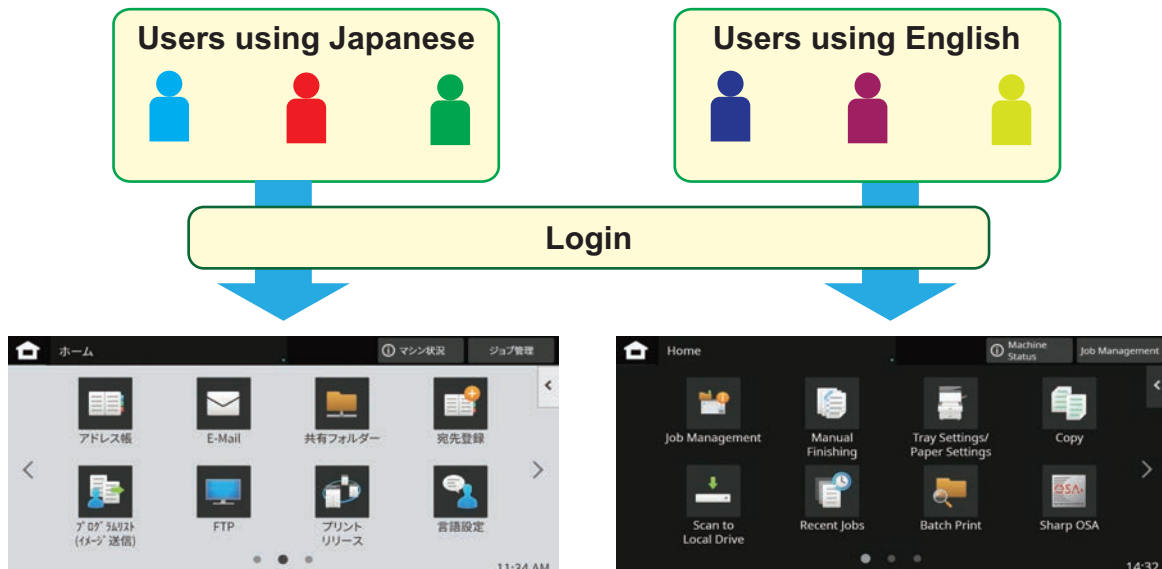 Users using Japanese
Users using English
Login
ホーム
マシン状況
ジョブ管理
アドレス帳
E-Mail
共有フォルダー
宛先登録
プログラムリスト
(イメージ送信)
FTP
プリント
リリース
言語設定
11:34 AM
Home
Machine
Status
Job Management
Job Management
Manual
Finishing
Tray Settings/
Paper Settings
Copy
Scan to
Local Drive
Recent Jobs
Batch Print
OSA
Sharp OSA
14:32